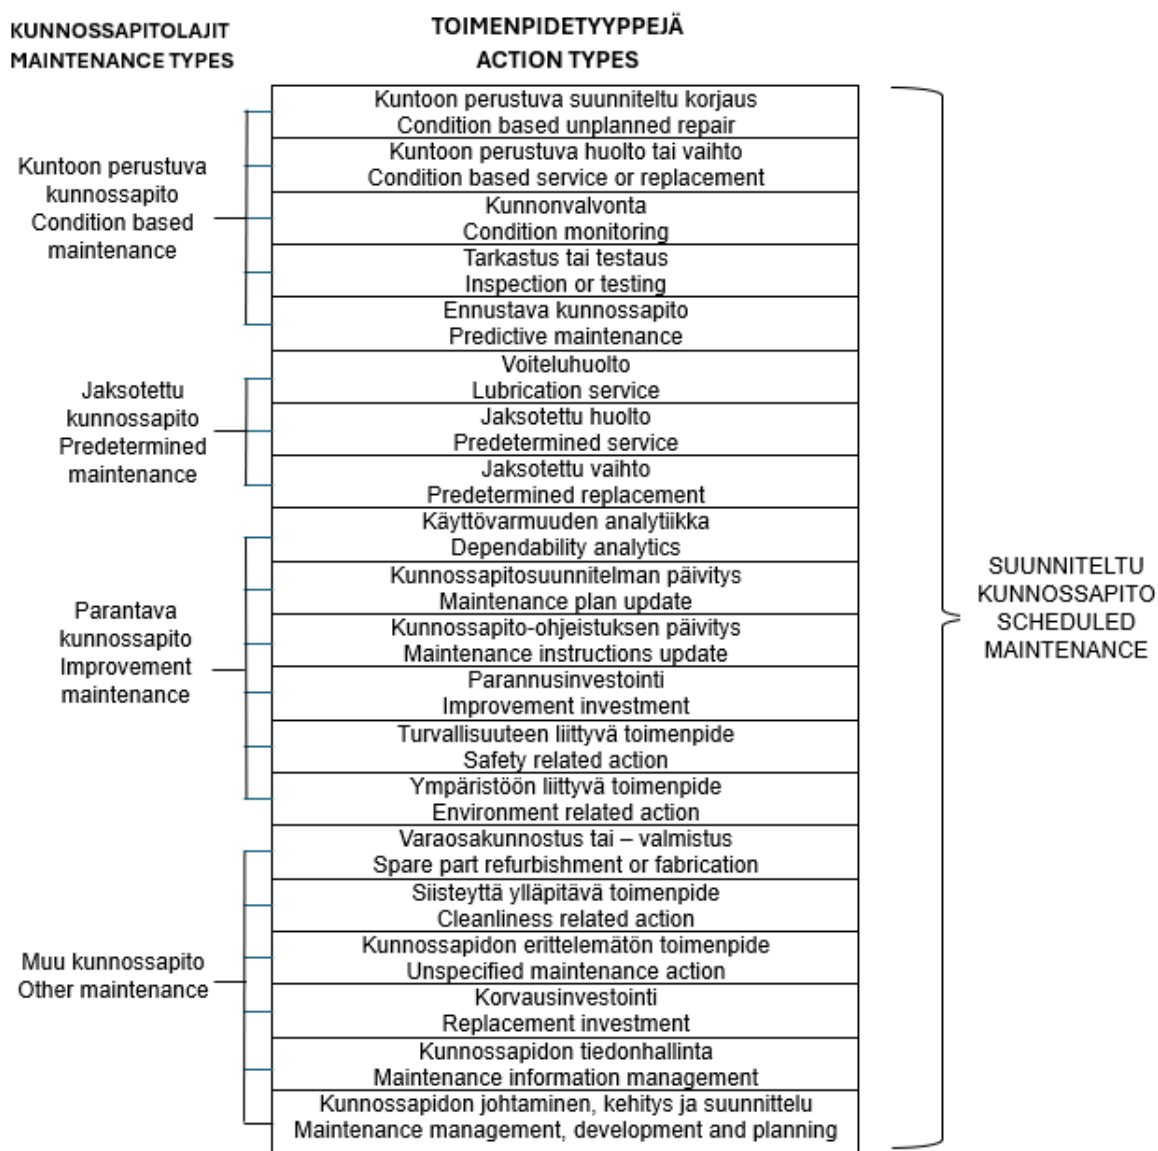 KUNNOSSAPITOLAJIT
MAINTENANCE TYPES
TOIMENPIDETYYPPEJÄ
ACTION TYPES
Kuntoon perustuva
kunnossapito
Condition based
maintenance
Kuntoon perustuva suunniteltu korjaus
Condition based unplanned repair
Kuntoon perustuva huolto tai vaihto
Condition based service or replacement
Kunnonvalvonta
Condition monitoring
Tarkastus tai testaus
Inspection or testing
Ennustava kunnossapito
Predictive maintenance
Jaksotettu
kunnossapito
Predetermined
maintenance
Voiteluhuolto
Lubrication service
Jaksotettu huolto
Predetermined service
Jaksotettu vaihto
Predetermined replacement
Parantava
kunnossapito
Improvement
maintenance
Käyttövarmuuden analytiikka
Dependability analytics
Kunnossapitosuunnitelman päivitys
Maintenance plan update
Kunnossapito-ohjeistuksen päivitys
Maintenance instructions update
Parannusinvestointi
Improvement investment
Turvallisuuteen liittyvä toimenpide
Safety related action
Ympäristöön liittyvä toimenpide
Environment related action
Muu kunnossapito
Other maintenance
Varaosakunnostus tai – valmistus
Spare part refurbishment or fabrication
Siisteyttä ylläpitävä toimenpide
Cleanliness related action
Kunnossapidon erittelemätön toimenpide
Unspecified maintenance action
Korvausinvestointi
Replacement investment
Kunnossapidon tiedonhallinta
Maintenance information management
Kunnossapidon johtaminen, kehitys ja suunnittelu
Maintenance management, development and planning
SUUNNITELTU
KUNNOSSAPITO
SCHEDULED
MAINTENANCE